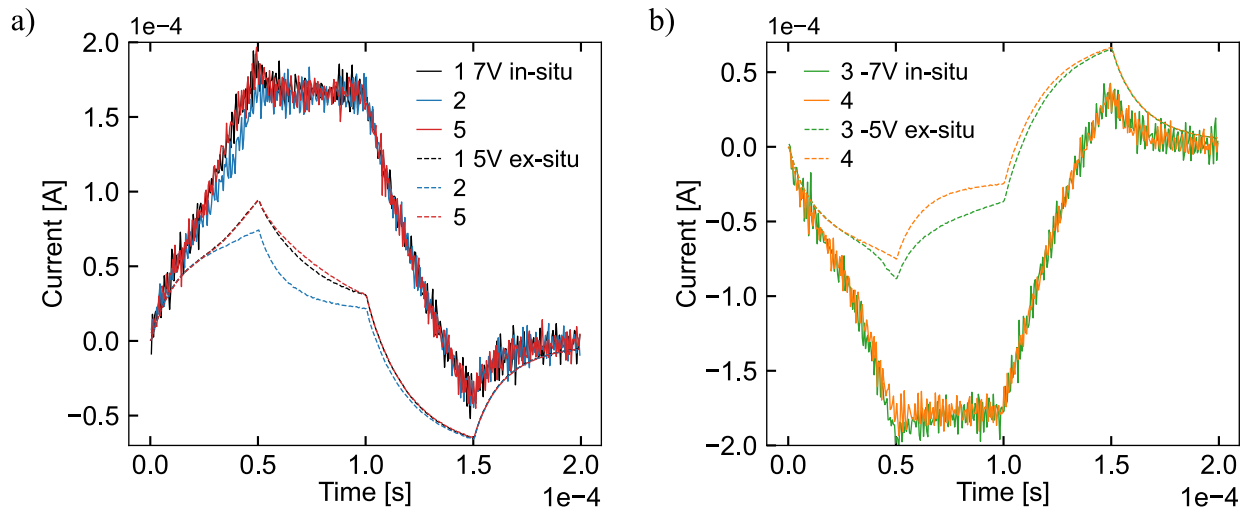 a)
1e−4
2.0
1.5
1.0
0.5
0.0
−0.5
Current [A]
1 7V in-situ
2
5
1 5V ex-situ
2
5
0.0 0.5 1.0 1.5 2.0
Time [s]
1e−4
b)
1e−4
0.5
0.0
−0.5
−1.0
−1.5
−2.0
Current [A]
3 -7V in-situ
4
3 -5V ex-situ
4
0.0 0.5 1.0 1.5 2.0
Time [s]
1e−4